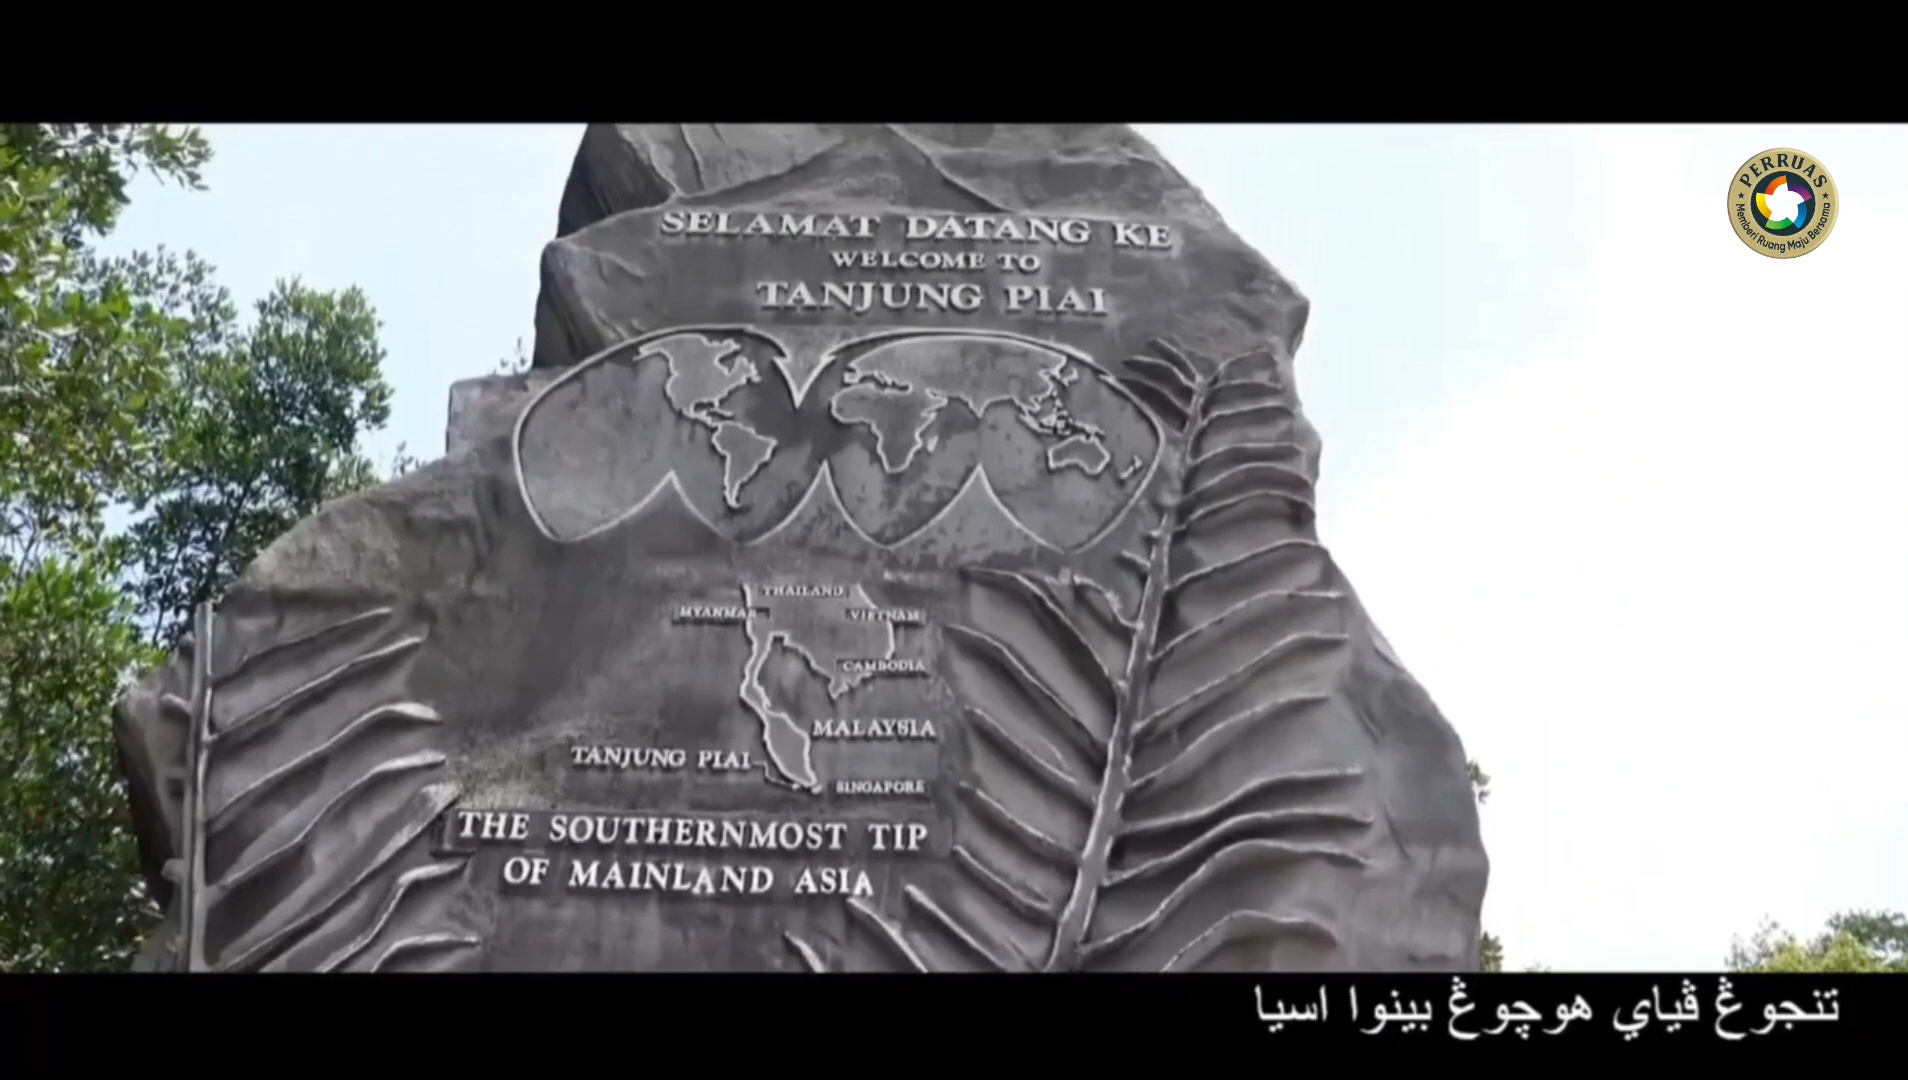 SELAMAT DATANG KE
WELCOME TO
TANJUNG PIAI
THAILAND
MYANMAR
VIETNAM
CAMBODIA
MALAYSIA
TANJUNG PIAI
SINGAPORE
THE SOUTHERNMOST TIP
OF MAINLAND ASIA
PERRUAS
Memberi Ruang Maju Bersama
تنجوڠ ڤياي هوجوڠ بينوا اسيا